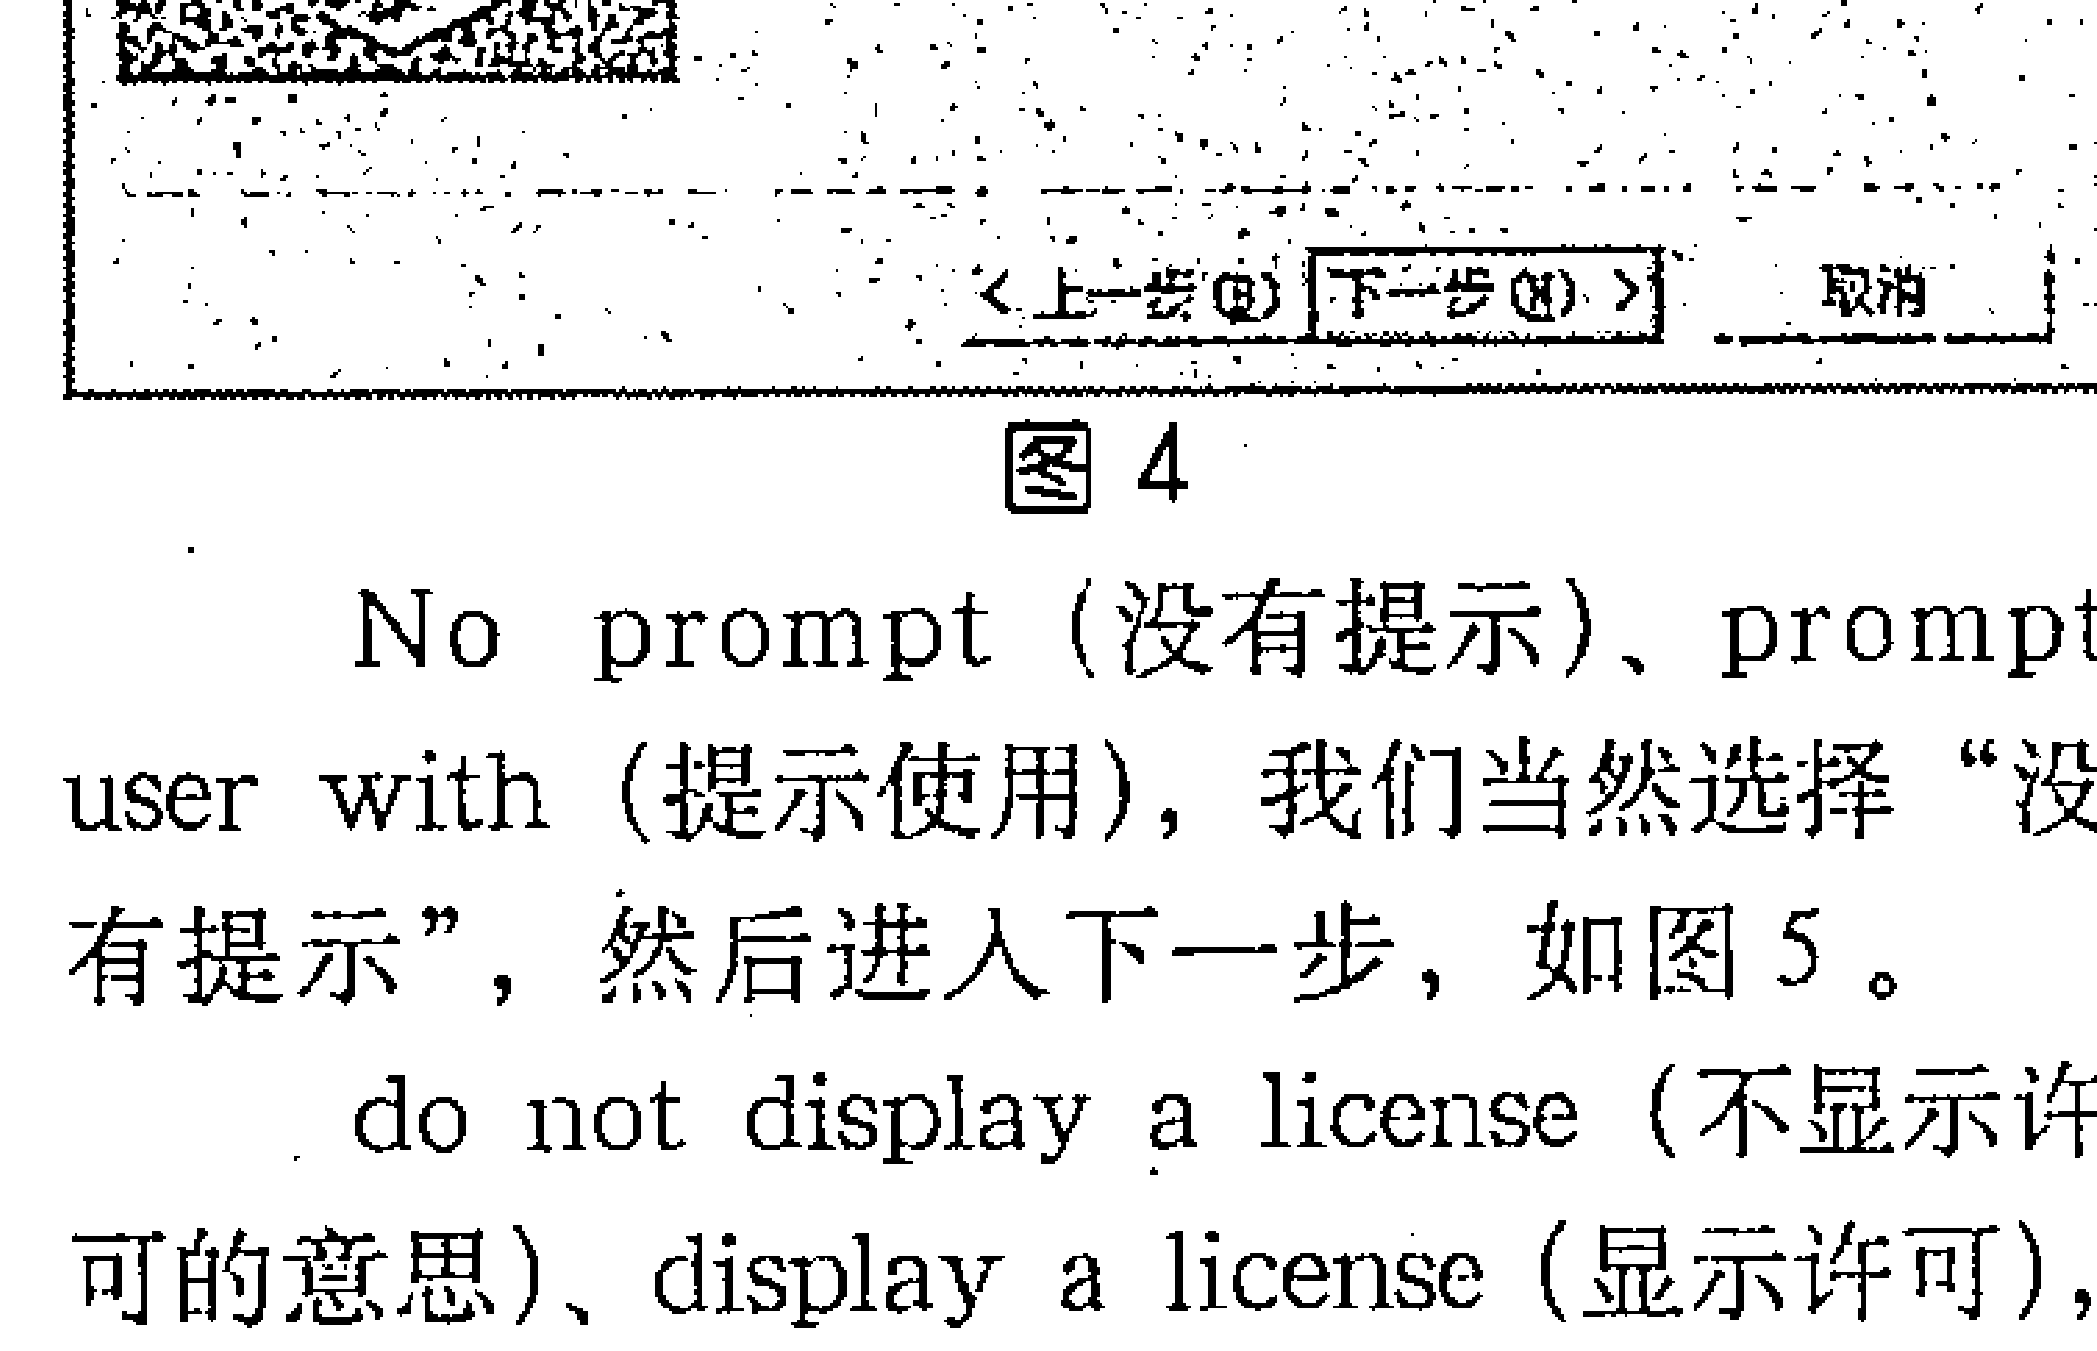 < 上一步(B) 下一步(N) > 取消
图 4
No prompt (没有提示)、prompt
user with (提示使用)，我们当然选择“没
有提示”，然后进入下一步，如图 5。
do not display a license (不显示许
可的意思)、display a license (显示许可)，